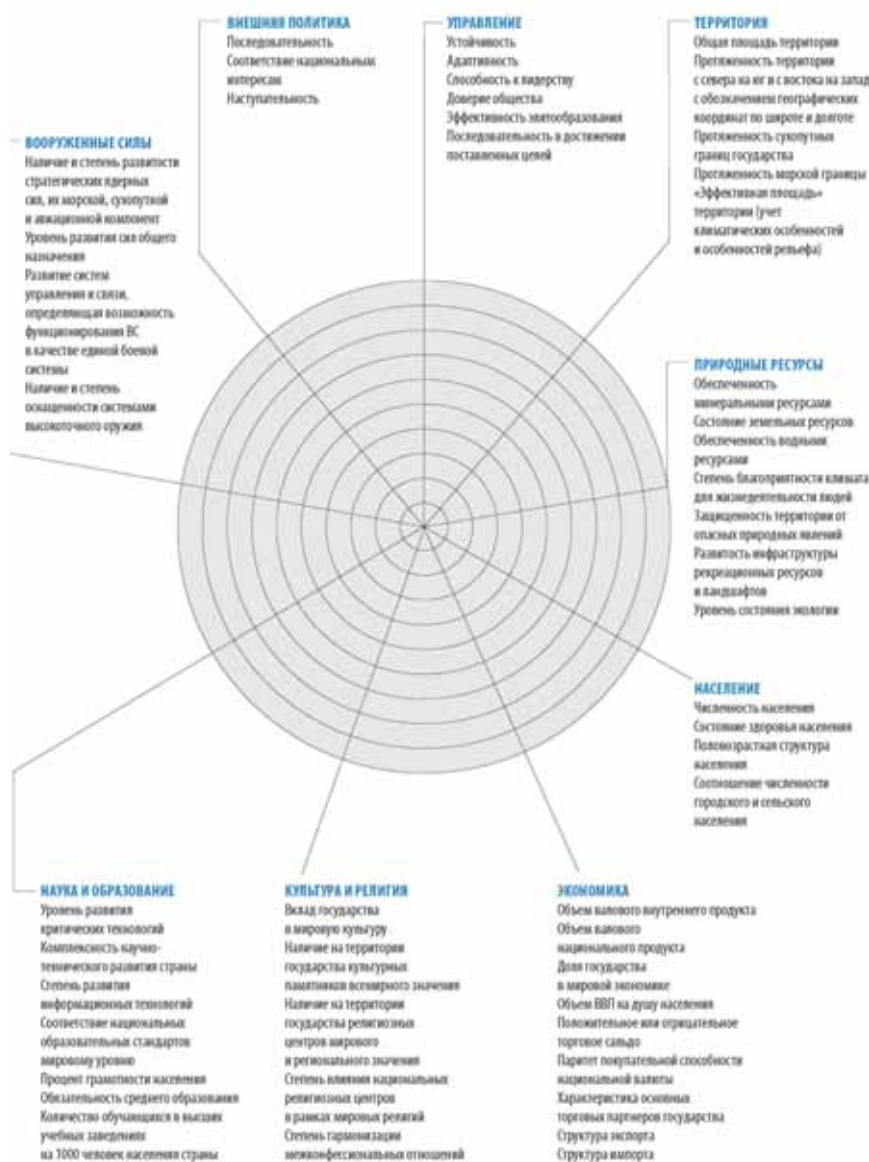 ВНЕШНЯЯ ПОЛИТИКА
Последовательность
Соответствие национальным
интересам
Наступательность
УПРАВЛЕНИЕ
Устойчивость
Адаптивность
Способность к лидерству
Доверие общества
Эффективность элитообразования
Последовательность в достижении
поставленных целей
ТЕРРИТОРИЯ
Общая площадь территории
Протяженность территории
с севера на юг и с востока на запад
с обозначением географических
координат по широте и долготе
Протяженность сухопутных
границ государства
Протяженность морской границы
«Эффективная площадь»
территории (учет
климатических особенностей
и особенностей рельефа)
ВООРУЖЕННЫЕ СИЛЫ
Наличие и степень развитости
стратегических ядерных
сил, их морской, сухопутной
и авиационной компонент
Уровень развития сил общего
назначения
Развитие систем
управления и связи,
определяющая возможность
функционирования ВС
в качестве единой боевой
системы
Наличие и степень
оснащенности системами
высокоточного оружия
ПРИРОДНЫЕ РЕСУРСЫ
Обеспеченность
минеральными ресурсами
Состояние земельных ресурсов
Обеспеченность водными
ресурсами
Степень благоприятности климата
для жизнедеятельности людей
Защищенность территории от
опасных природных явлений
Развитость инфраструктуры
рекреационных ресурсов
и ландшафтов
Уровень состояния экологии
НАСЕЛЕНИЕ
Численность населения
Состояние здоровья населения
Половозрастная структура
населения
Соотношение численности
городского и сельского
населения
НАУКА И ОБРАЗОВАНИЕ
Уровень развития
критических технологий
Комплексность научно-
технического развития страны
Степень развития
информационных технологий
Соответствие национальных
образовательных стандартов
мировому уровню
Процент грамотности населения
Обязательность среднего образования
Количество обучающихся в высших
учебных заведениях
на 1000 человек населения страны
КУЛЬТУРА И РЕЛИГИЯ
Вклад государства
в мировую культуру
Наличие на территории
государства культурных
памятников всемирного значения
Наличие на территории
государства религиозных
центров мирового
и регионального значения
Степень влияния национальных
религиозных центров
в рамках мировых религий
Степень гармонизации
межконфессиональных отношений
ЭКОНОМИКА
Объем валового внутреннего продукта
Объем валового
национального продукта
Доля государства
в мировой экономике
Объем ВВП на душу населения
Положительное или отрицательное
торговое сальдо
Паритет покупательной способности
национальной валюты
Характеристика основных
торговых партнеров государства
Структура экспорта
Структура импорта